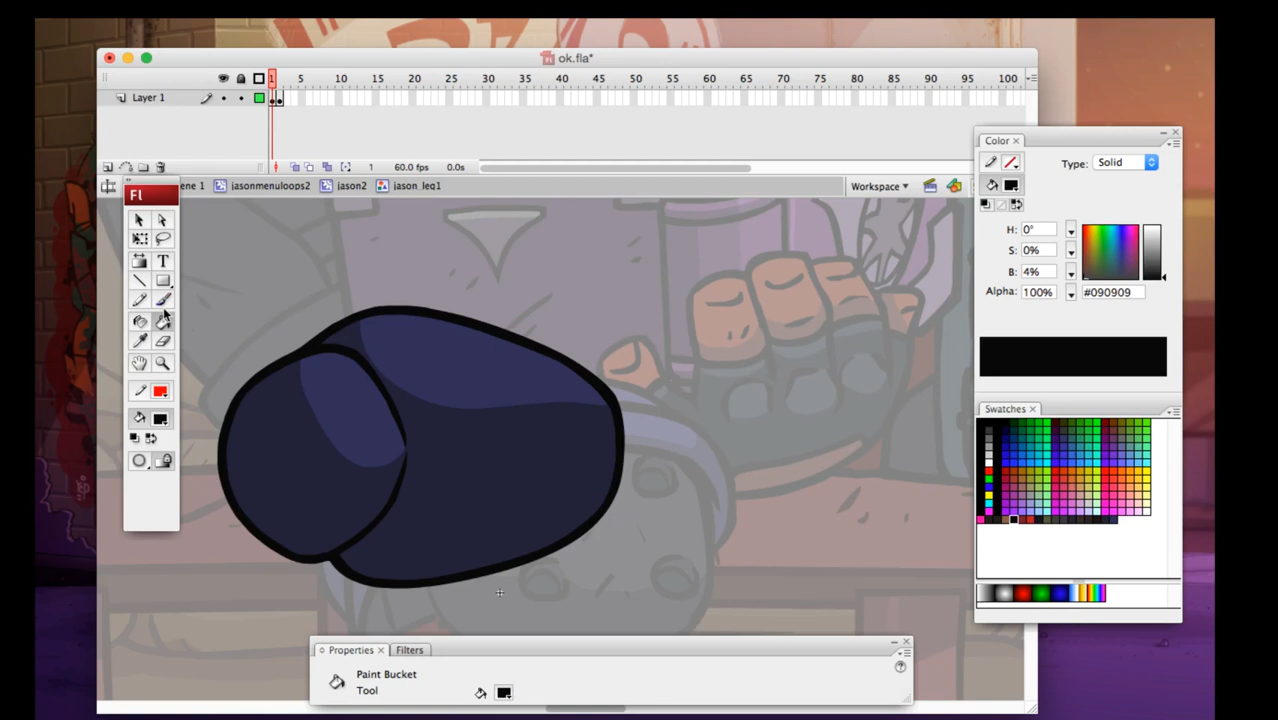 ok.fla*
1 5 10 15 20 25 30 35 40 45 50 55 60 65 70 75 80 85 90 95 100
Layer 1
1 60.0 fps 0.0s
Fl
ene 1 jasonmenuloops2 jason2 jason_leq1 Workspace
T
Color
Type: Solid
H: 0°
S: 0%
B: 4%
Alpha: 100% #090909
Swatches
Properties Filters
Paint Bucket
Tool
?